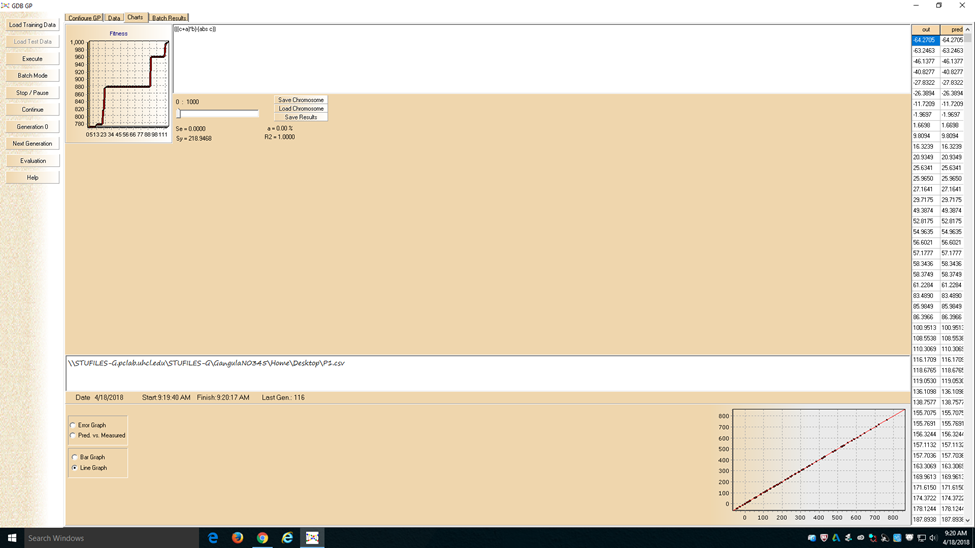 GDB GP
Load Training Data
Load Test Data
Execute
Batch Mode
Stop / Pause
Continue
Generation 0
Next Generation
Evaluation
Help
Configure GP
Data
Charts
Batch Results
Fitness
1,000
980
960
940
920
900
880
860
840
820
800
780
0 5 13 23 34 45 56 67 78 89 101 111
(((c+a)*b)-(abs c))
0 : 1000
Save Chromosome
Load Chromosome
Save Results
Se = 0.0000
a = 0.00 %
Sy = 218.9468
R2 = 1.0000
\\STUFILES-G.pclab.uhcl.edu\STUFILES-G\GangulaN0345\Home\Desktop\P1.csv
Date 4/18/2018 Start 9:19:40 AM Finish: 9:20:17 AM Last Gen.: 116
Error Graph
Pred. vs. Measured
Bar Graph
Line Graph
800
700
600
500
400
300
200
100
0
0 100 200 300 400 500 600 700 800
out pred
-64.2705 -64.2705
-63.2463 -63.2463
-46.1377 -46.1377
-40.8277 -40.8277
-27.8322 -27.8322
-26.3894 -26.3894
-11.7209 -11.7209
-1.9697 -1.9697
1.6698 1.6698
9.8094 9.8094
16.3239 16.3239
20.9349 20.9349
25.6341 25.6341
25.9650 25.9650
27.1641 27.1641
29.7175 29.7175
49.3874 49.3874
52.8175 52.8175
54.9635 54.9635
56.6021 56.6021
57.1777 57.1777
58.3436 58.3436
58.3749 58.3749
61.2284 61.2284
83.4890 83.4890
85.9849 85.9849
86.3966 86.3966
100.9513 100.951
108.5538 108.553
110.3069 110.306
116.1709 116.170
118.6765 118.676
119.0530 119.053
136.1098 136.109
138.7577 138.757
155.7075 155.707
155.7691 155.769
156.3244 156.324
157.1132 157.113
157.7036 157.703
163.3069 163.306
169.9613 169.961
171.6150 171.615
174.3722 174.372
178.1244 178.124
187.8938 187.893
Search Windows
9:20 AM
4/18/2018